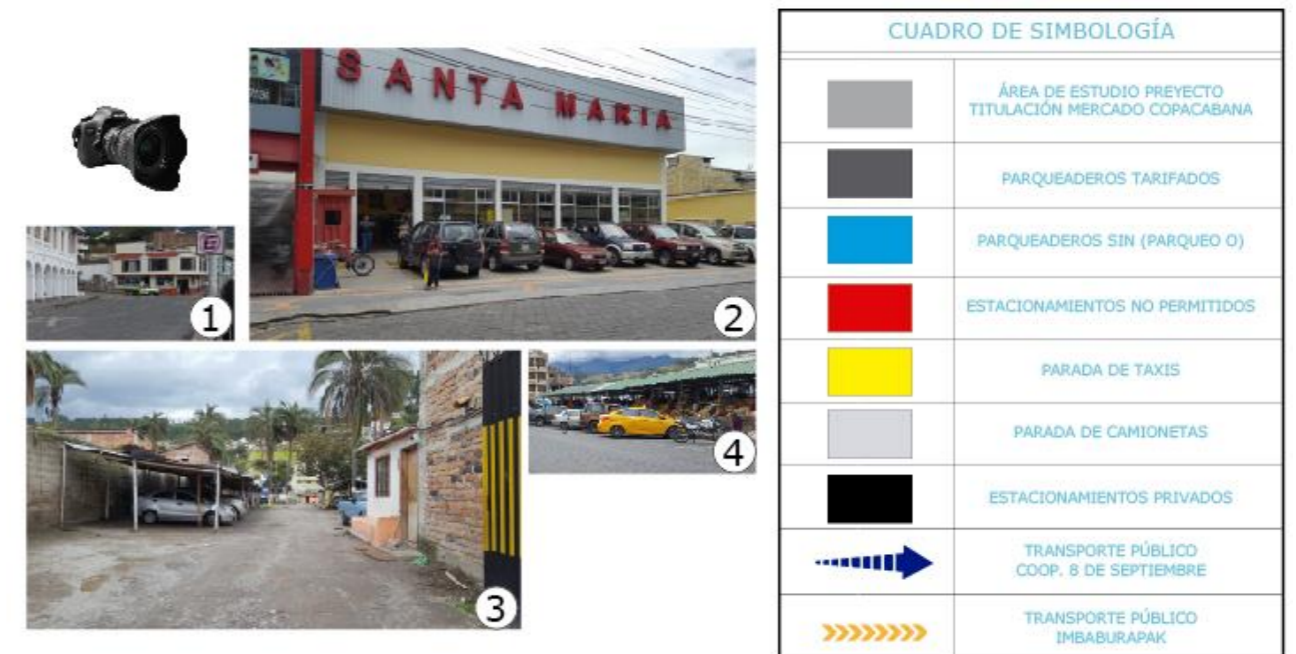 SANTA MARIA
1
2
3
4
CUADRO DE SIMBOLOGÍA
ÁREA DE ESTUDIO PREYECTO
TITULACIÓN MERCADO COPACABANA
PARQUEADEROS TARIFADOS
PARQUEADEROS SIN (PARQUEO O)
ESTACIONAMIENTOS NO PERMITIDOS
PARADA DE TAXIS
PARADA DE CAMIONETAS
ESTACIONAMIENTOS PRIVADOS
TRANSPORTE PÚBLICO
COOP. 8 DE SEPTIEMBRE
TRANSPORTE PÚBLICO
IMBABURAPAK